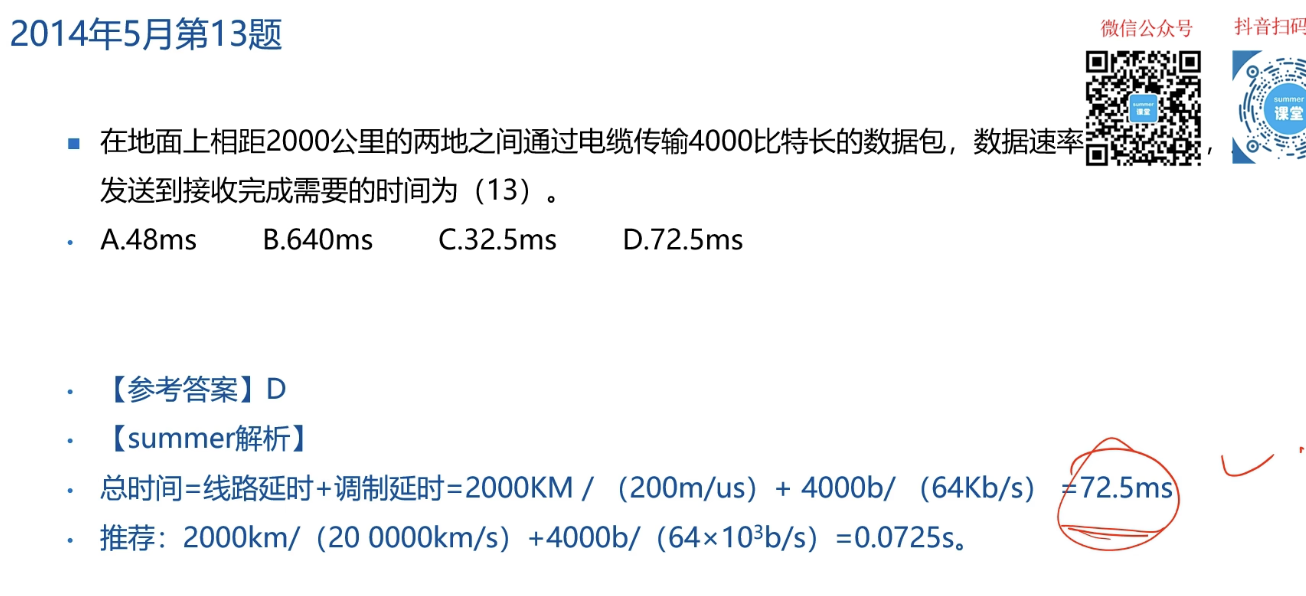 2014年5月第13题
微信公众号
抖音扫码
summer
课堂
summer
课堂
在地面上相距2000公里的两地之间通过电缆传输4000比特长的数据包，数据速率 ，
发送到接收完成需要的时间为（13）。
A.48ms B.640ms C.32.5ms D.72.5ms
【参考答案】D
【summer解析】
总时间=线路延时+调制延时=2000KM / （200m/us）+ 4000b/ （64Kb/s） =72.5ms
推荐：2000km/（20 0000km/s）+4000b/（64×10³b/s）=0.0725s。